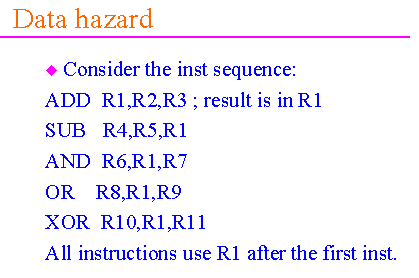 Data hazard
◆ Consider the inst sequence:
ADD R1,R2,R3 ; result is in R1
SUB R4,R5,R1
AND R6,R1,R7
OR R8,R1,R9
XOR R10,R1,R11
All instructions use R1 after the first inst.